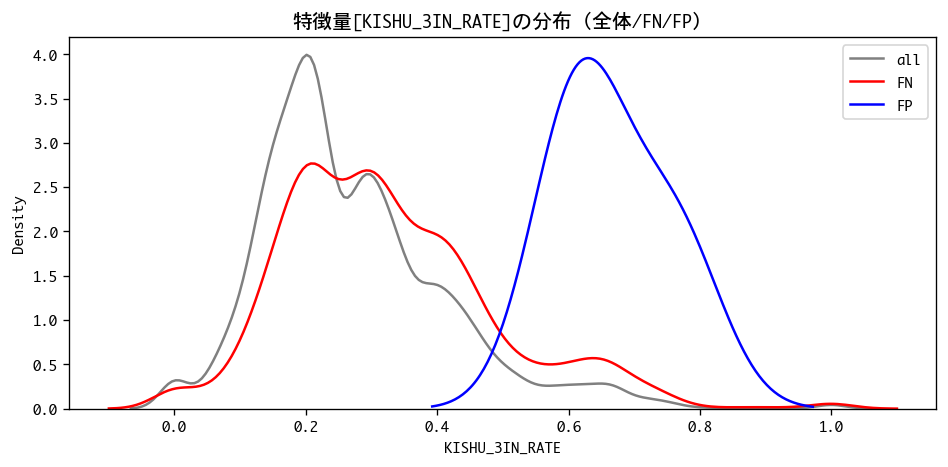 特徴量[KISHU_3IN_RATE]の分布（全体/FN/FP）
all
FN
FP
Density
4.0
3.5
3.0
2.5
2.0
1.5
1.0
0.5
0.0
0.0 0.2 0.4 0.6 0.8 1.0
KISHU_3IN_RATE